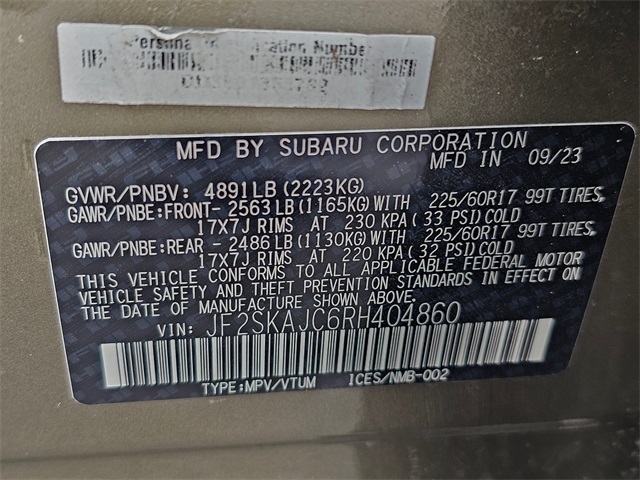 Number
MFD BY SUBARU CORPORATION
MFD IN 09/23
GVWR/PNBV: 4891LB (2223KG)
GAWR/PNBE:FRONT- 2563LB (1165KG) WITH 225/60R17 99T TIRES
17X7J RIMS AT 230 KPA (33 PSI) COLD
GAWR/PNBE:REAR - 2486LB (1130KG) WITH 225/60R17 99T TIRES
17X7J RIMS AT 220 KPA (32 PSI) COLD
THIS VEHICLE CONFORMS TO ALL APPLICABLE FEDERAL MOTOR
VEHICLE SAFETY AND THEFT PREVENTION STANDARDS IN EFFECT ON
THE DATE OF MANUFACTURE SHOWN ABOVE.
VIN: JF2SKAJC6RH404860
TYPE:MPV/VTUM ICES/NMB-002